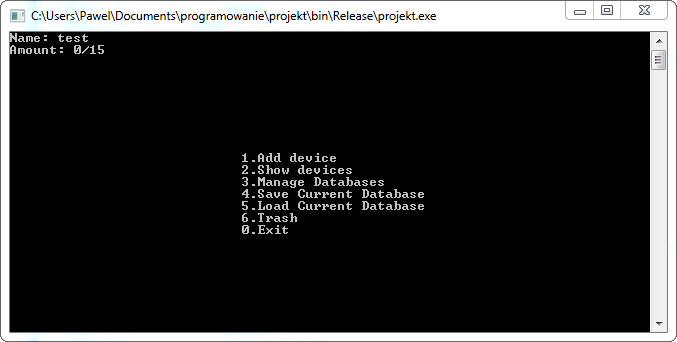 C:\Users\Pawel\Documents\programowanie\projekt\bin\Release\projekt.exe
Name: test
Amount: 0/15
1.Add device
2.Show devices
3.Manage Databases
4.Save Current Database
5.Load Current Database
6.Trash
0.Exit